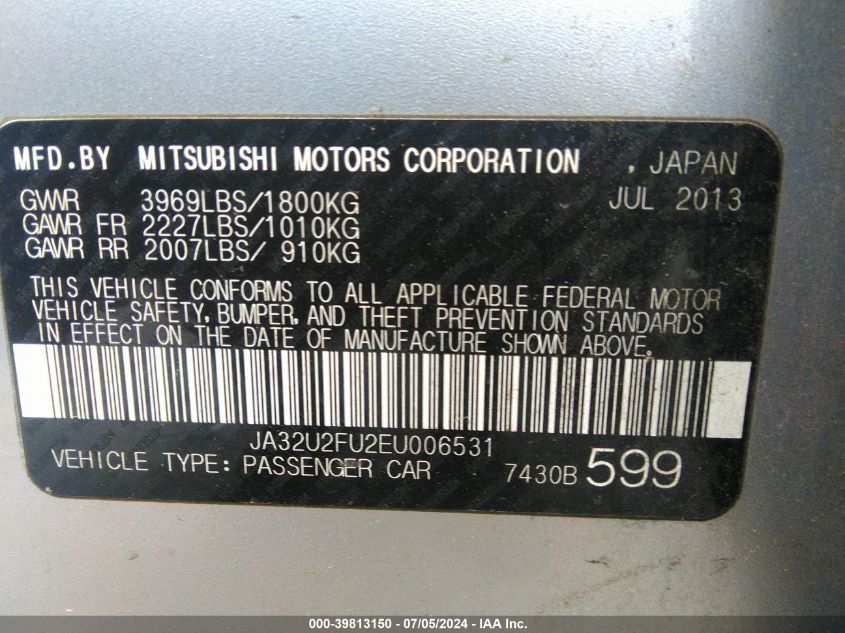 MFD.BY MITSUBISHI MOTORS CORPORATION , JAPAN
GVWR 3969LBS/1800KG JUL 2013
GAWR FR 2227LBS/1010KG
GAWR RR 2007LBS/ 910KG
THIS VEHICLE CONFORMS TO ALL APPLICABLE FEDERAL MOTOR
VEHICLE SAFETY, BUMPER, AND THEFT PREVENTION STANDARDS
IN EFFECT ON THE DATE OF MANUFACTURE SHOWN ABOVE.
JA32U2FU2EU006531
VEHICLE TYPE: PASSENGER CAR 7430B 599
000-39813150 - 07/05/2024 - IAA Inc.